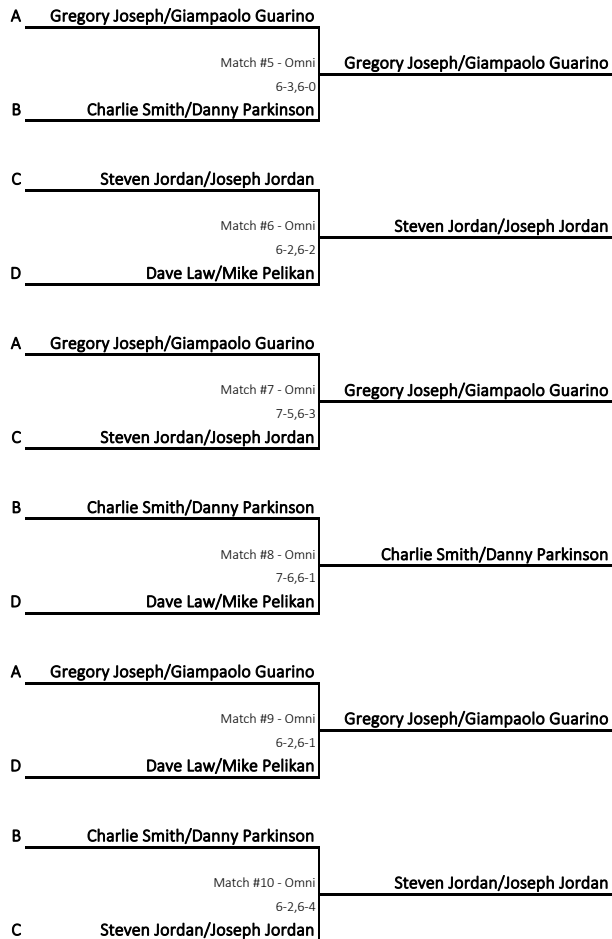 A Gregory Joseph/Giampaolo Guarino
Match #5 - Omni
Gregory Joseph/Giampaolo Guarino
6-3,6-0
B Charlie Smith/Danny Parkinson
C Steven Jordan/Joseph Jordan
Match #6 - Omni
Steven Jordan/Joseph Jordan
6-2,6-2
D Dave Law/Mike Pelikan
A Gregory Joseph/Giampaolo Guarino
Match #7 - Omni
Gregory Joseph/Giampaolo Guarino
7-5,6-3
C Steven Jordan/Joseph Jordan
B Charlie Smith/Danny Parkinson
Match #8 - Omni
Charlie Smith/Danny Parkinson
7-6,6-1
D Dave Law/Mike Pelikan
A Gregory Joseph/Giampaolo Guarino
Match #9 - Omni
Gregory Joseph/Giampaolo Guarino
6-2,6-1
D Dave Law/Mike Pelikan
B Charlie Smith/Danny Parkinson
Match #10 - Omni
Steven Jordan/Joseph Jordan
6-2,6-4
C Steven Jordan/Joseph Jordan